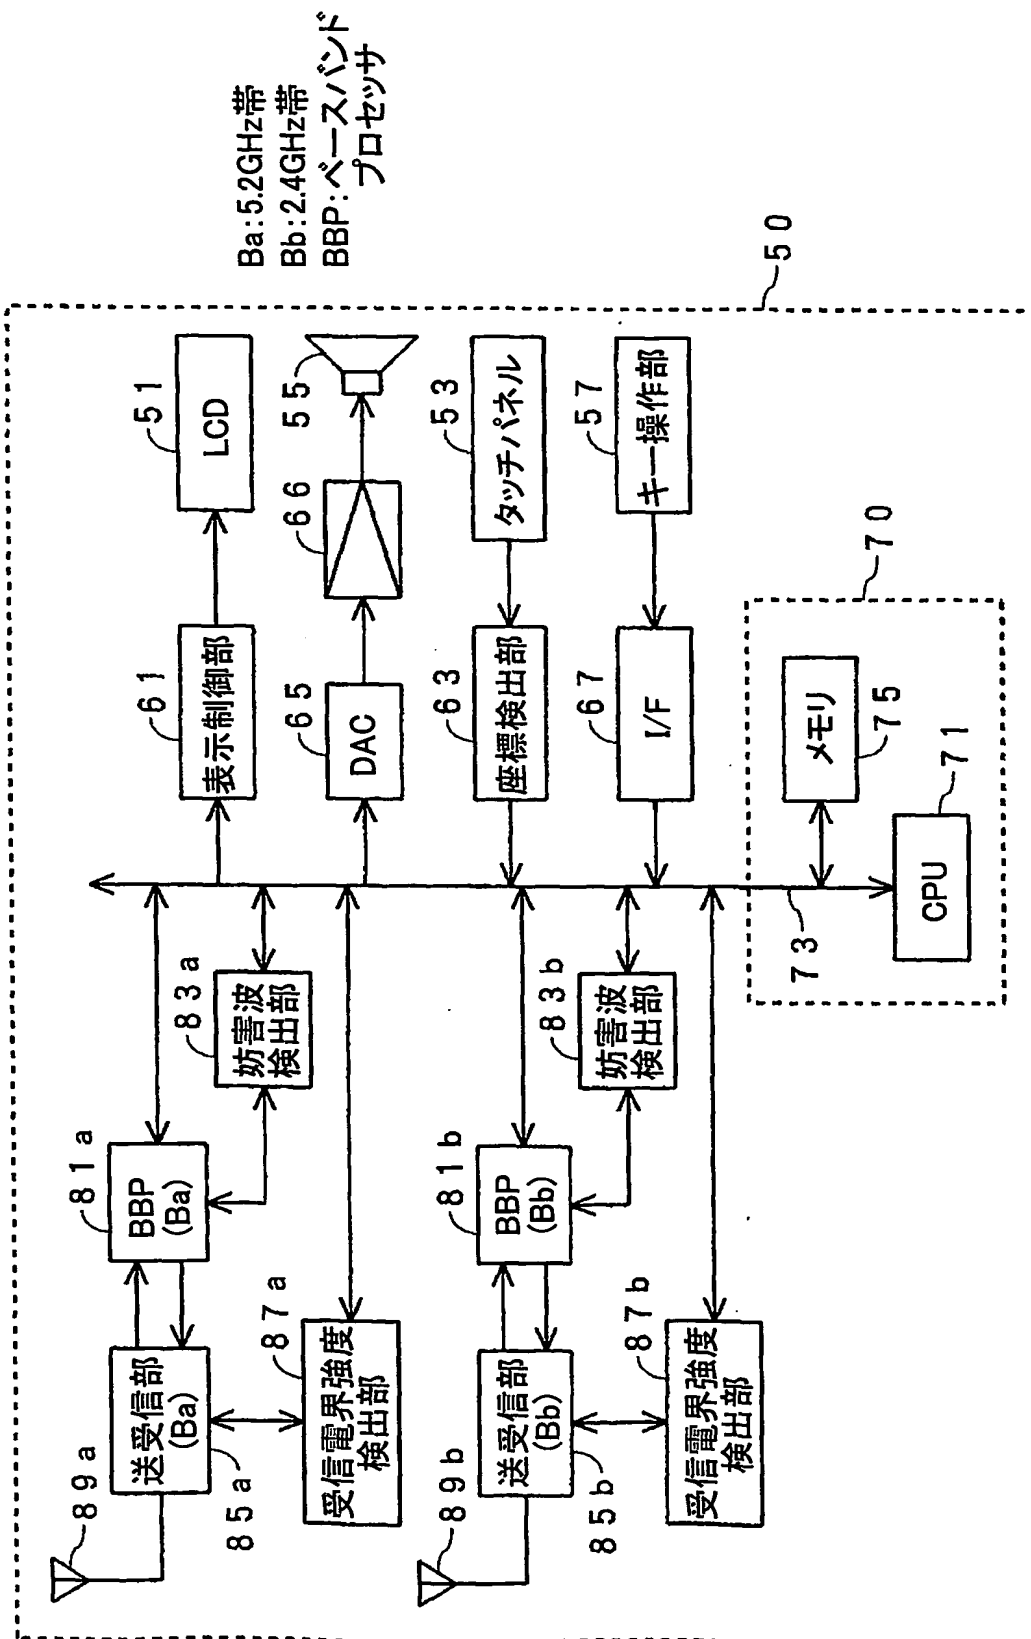 Ba:5.2GHz帯
Bb:2.4GHz帯
BBP:ベースバンド
プロセッサ
50
89a
送受信部
(Ba)
85a
81a
BBP
(Ba)
83a
妨害波
検出部
87a
受信電界強度
検出部
61
表示制御部
51
LCD
65
DAC
66
55
89b
送受信部
(Bb)
85b
81b
BBP
(Bb)
83b
妨害波
検出部
87b
受信電界強度
検出部
63
座標検出部
53
タッチパネル
67
I/F
57
キー操作部
70
73
メモリ
75
CPU
71